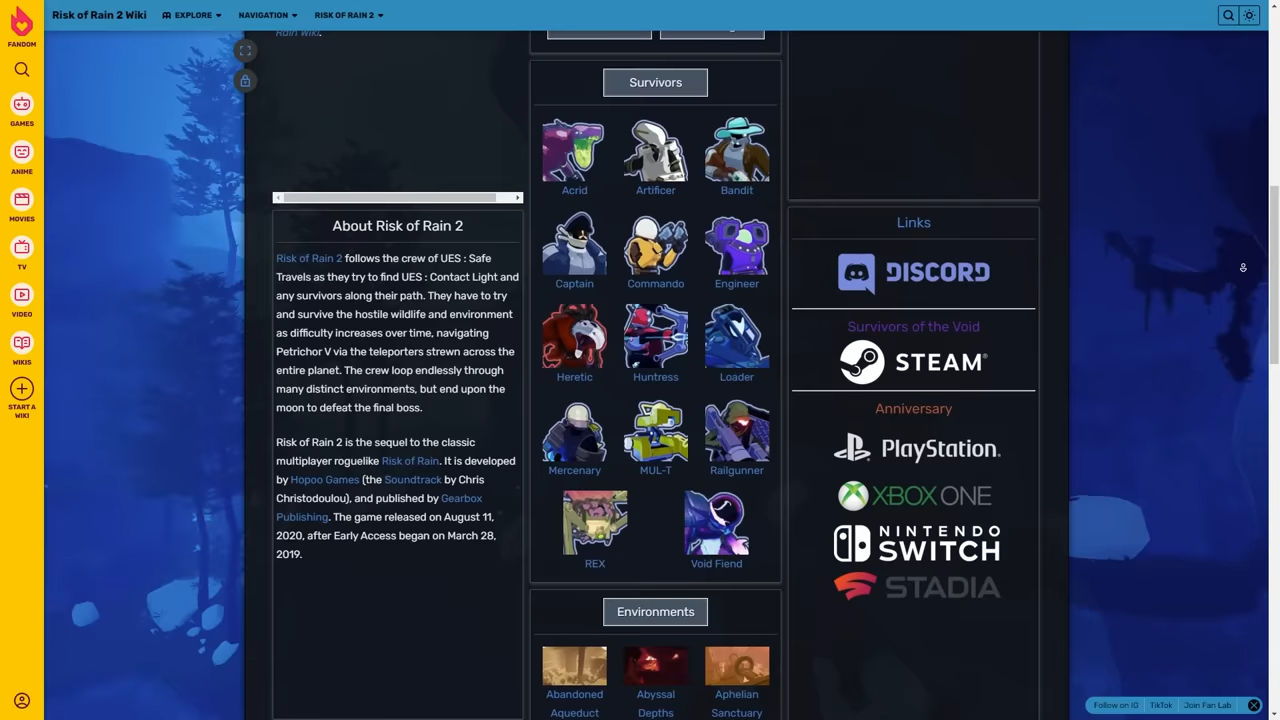 Risk of Rain 2 Wiki
EXPLORE
NAVIGATION
RISK OF RAIN 2
FANDOM
GAMES
ANIME
MOVIES
TV
VIDEO
WIKIS
START A
WIKI
Rain Wiki.
About Risk of Rain 2
Risk of Rain 2 follows the crew of UES : Safe
Travels as they try to find UES : Contact Light and
any survivors along their path. They have to try
and survive the hostile wildlife and environment
as difficulty increases over time, navigating
Petrichor V via the teleporters strewn across the
entire planet. The crew loop endlessly through
many distinct environments, but end upon the
moon to defeat the final boss.
Risk of Rain 2 is the sequel to the classic
multiplayer roguelike Risk of Rain. It is developed
by Hopoo Games (the Soundtrack by Chris
Christodoulou), and published by Gearbox
Publishing. The game released on August 11,
2020, after Early Access began on March 28,
2019.
Survivors
Acrid
Artificer
Bandit
Captain
Commando
Engineer
Heretic
Huntress
Loader
Mercenary
MUL-T
Railgunner
REX
Void Fiend
Environments
Abandoned
Aqueduct
Abyssal
Depths
Aphelian
Sanctuary
Links
DISCORD
Survivors of the Void
STEAM
Anniversary
PlayStation
XBOX ONE
NINTENDO
SWITCH
STADIA
Follow on IG
TikTok
Join Fan Lab